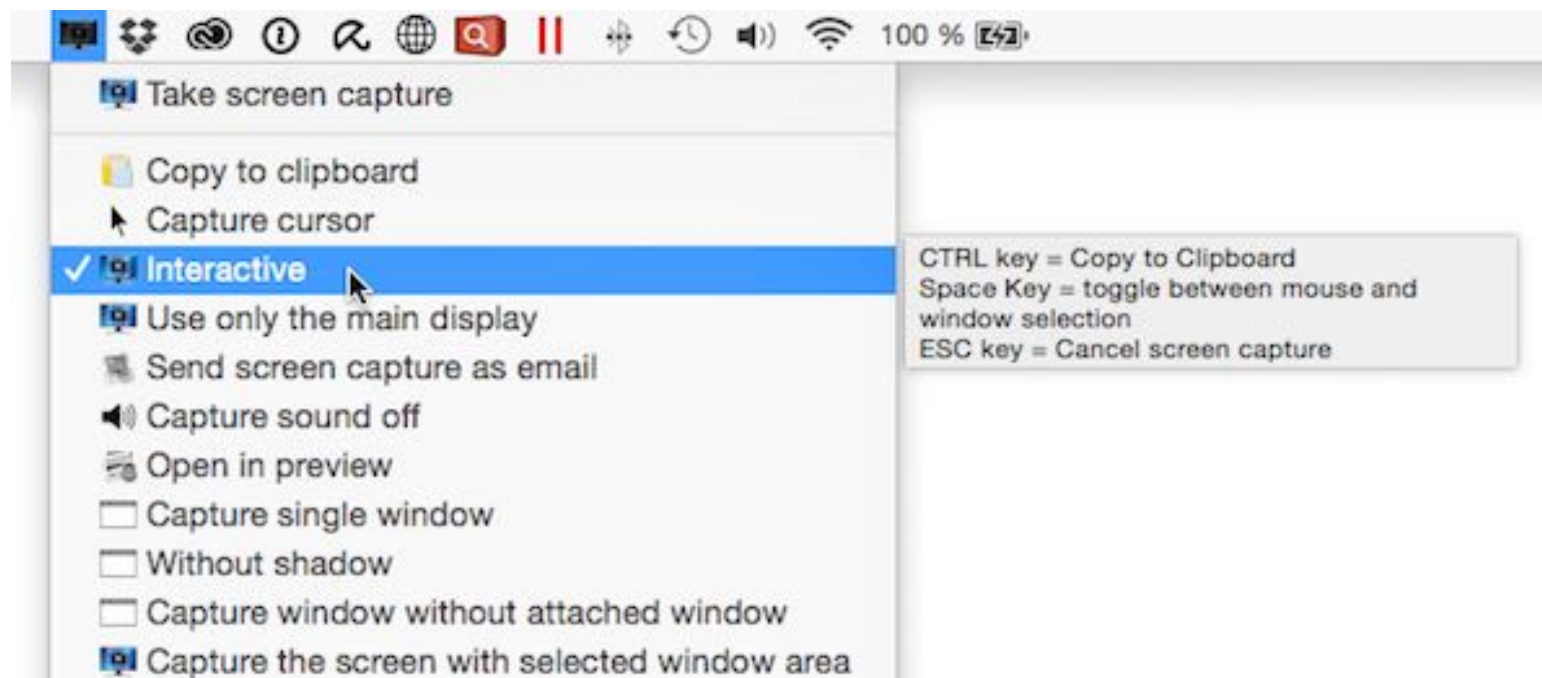 100 %
Take screen capture
Copy to clipboard
Capture cursor
Interactive
CTRL key = Copy to Clipboard
Space Key = toggle between mouse and
window selection
ESC key = Cancel screen capture
Use only the main display
Send screen capture as email
Capture sound off
Open in preview
Capture single window
Without shadow
Capture window without attached window
Capture the screen with selected window area